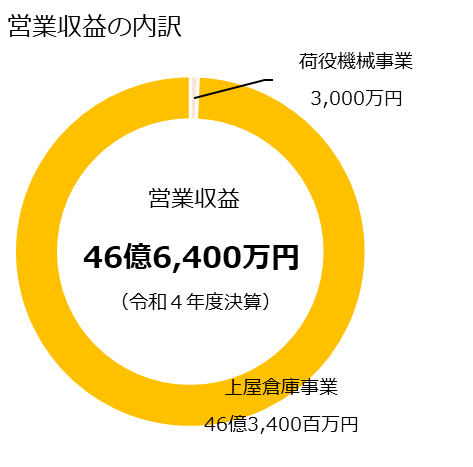 営業収益の内訳
荷役機械事業
3,000万円
営業収益
46億6,400万円
（令和４年度決算）
上屋倉庫事業
46億3,400百万円